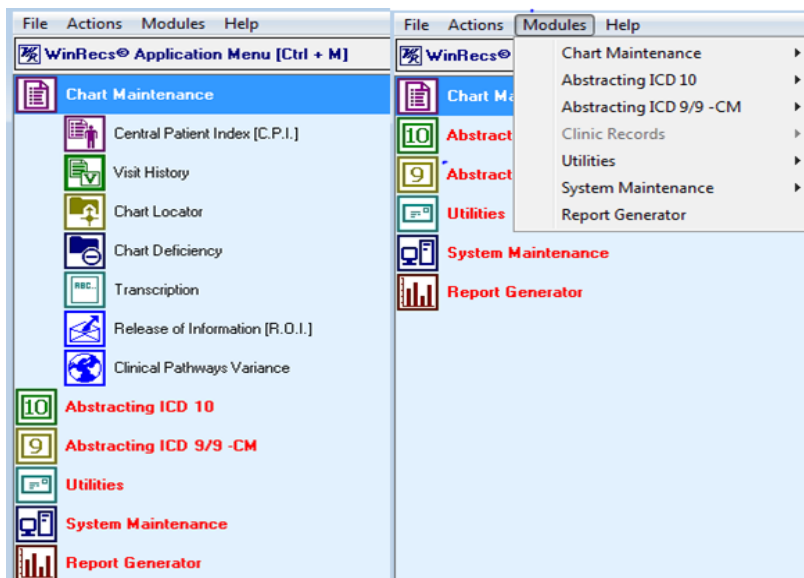 File Actions Modules Help
WinRecs© Application Menu [Ctrl + M]
Chart Maintenance
Central Patient Index [C.P.I.]
Visit History
Chart Locator
Chart Deficiency
ABC..
Transcription
Release of Information [R.O.I.]
Clinical Pathways Variance
10 Abstracting ICD 10
9 Abstracting ICD 9/9 -CM
Utilities
System Maintenance
Report Generator
File Actions Modules Help
WinRecs©
Chart Ma
10 Abstract
9 Abstract
Utilities
System Maintenance
Report Generator
Chart Maintenance
Abstracting ICD 10
Abstracting ICD 9/9 -CM
Clinic Records
Utilities
System Maintenance
Report Generator